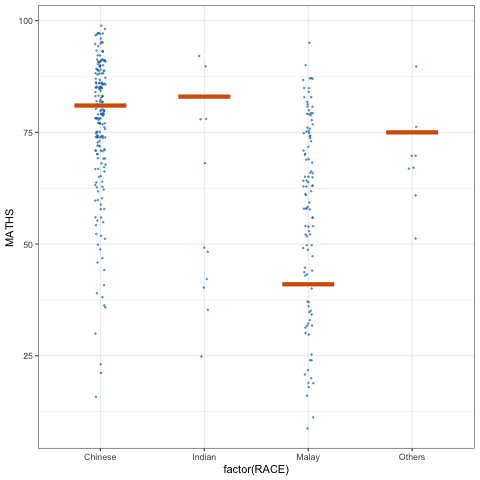 100
75
50
25
MATHS
Chinese
Indian
Malay
Others
factor(RACE)